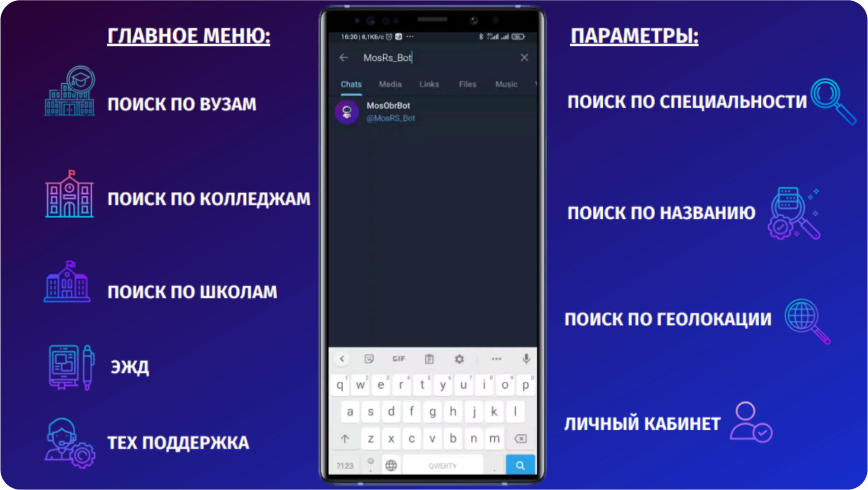 ГЛАВНОЕ МЕНЮ:
ПОИСК ПО ВУЗАМ
ПОИСК ПО КОЛЛЕДЖАМ
ПОИСК ПО ШКОЛАМ
ЭЖД
ТЕХ ПОДДЕРЖКА
16:30 | 8,1КБ/с
MosRs_Bot
Chats Media Links Files Music
MosObrBot
@MosRS_Bot
GIF
q w e r t y u i o p
a s d f g h j k l
z x c v b n m
?123 , QWERTY .
ПАРАМЕТРЫ:
ПОИСК ПО СПЕЦИАЛЬНОСТИ
ПОИСК ПО НАЗВАНИЮ
ПОИСК ПО ГЕОЛОКАЦИИ
ЛИЧНЫЙ КАБИНЕТ